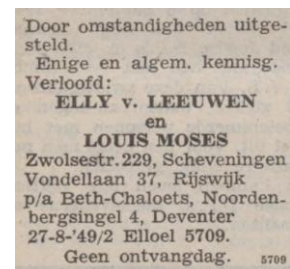 Door omstandigheden uitge-
steld.
Enige en algem. kennisg.
Verloofd:
ELLY v. LEEUWEN
en
LOUIS MOSES
Zwolsestr. 229, Scheveningen
Vondellaan 37, Rijswijk
p/a Beth-Chaloets, Noorden-
bergsingel 4, Deventer
27-8-'49/2 Elloel 5709.
Geen ontvangdag. 5709